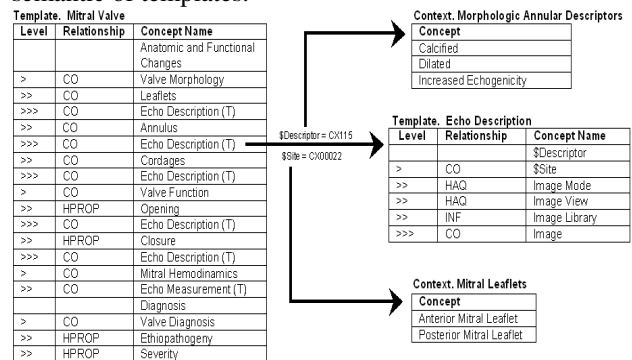 semantic of templates.
Template. Mitral Valve
Level Relationship Concept Name
Anatomic and Functional
Changes
> CO Valve Morphology
>> CO Leaflets
>>> CO Echo Description (T)
>> CO Annulus
>>> CO Echo Description (T)
>> CO Cordages
>>> CO Echo Description (T)
> CO Valve Function
>> HPROP Opening
>>> CO Echo Description (T)
>> HPROP Closure
>>> CO Echo Description (T)
> CO Mitral Hemodinamics
>> CO Echo Measurement (T)
Diagnosis
> CO Valve Diagnosis
>> HPROP Ethiopathogeny
>> HPROP Severity
$Descriptor = CX115
$Site = CX00022
Context. Morphologic Annular Descriptors
Concept
Calcified
Dilated
Increased Echogenicity
Template. Echo Description
Level Relationship Concept Name
$Descriptor
> CO $Site
>> HAQ Image Mode
>> HAQ Image View
>> INF Image Library
>>> CO Image
Context. Mitral Leaflets
Concept
Anterior Mitral Leaflet
Posterior Mitral Leaflet